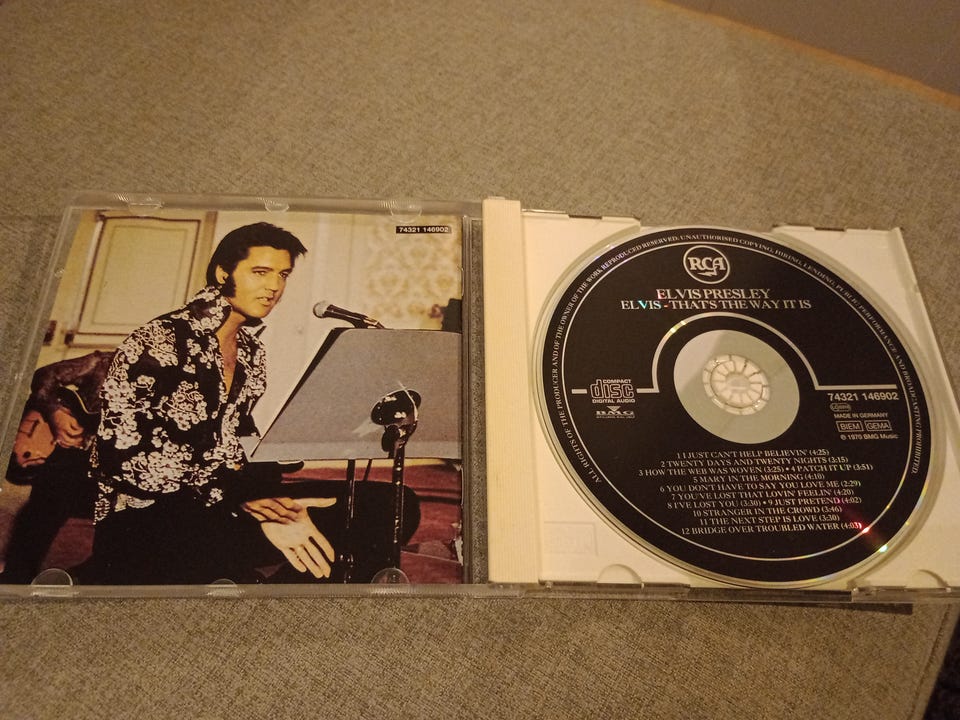 74321 146902
ALL RIGHTS OF THE PRODUCER AND OF THE OWNER OF THE WORK REPRODUCED RESERVED. UNAUTHORISED COPYING, HIRING, LENDING, PUBLIC PERFORMANCE AND BROADCASTING PROHIBITED.
RCA
ELVIS PRESLEY
ELVIS - THAT'S THE WAY IT IS
COMPACT
disc
DIGITAL AUDIO
BMG
74321 146902
MADE IN GERMANY
BIEM GEMA
℗ 1970 BMG Music
1 I JUST CAN'T HELP BELIEVIN' (4:25)
2 TWENTY DAYS AND TWENTY NIGHTS (3:15)
3 HOW THE WEB WAS WOVEN (3:25) • 4 PATCH IT UP (3:51)
5 MARY IN THE MORNING (4:10)
6 YOU DON'T HAVE TO SAY YOU LOVE ME (2:29)
7 YOU'VE LOST THAT LOVIN' FEELIN' (4:20)
8 I'VE LOST YOU (3:30) • 9 JUST PRETEND (4:02)
10 STRANGER IN THE CROWD (3:46)
11 THE NEXT STEP IS LOVE (3:30)
12 BRIDGE OVER TROUBLED WATER (4:03)